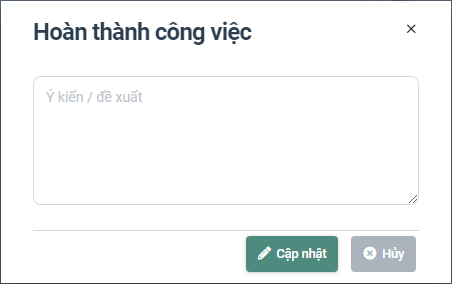 Hoàn thành công việc
Ý kiến / đề xuất
Cập nhật
Hủy